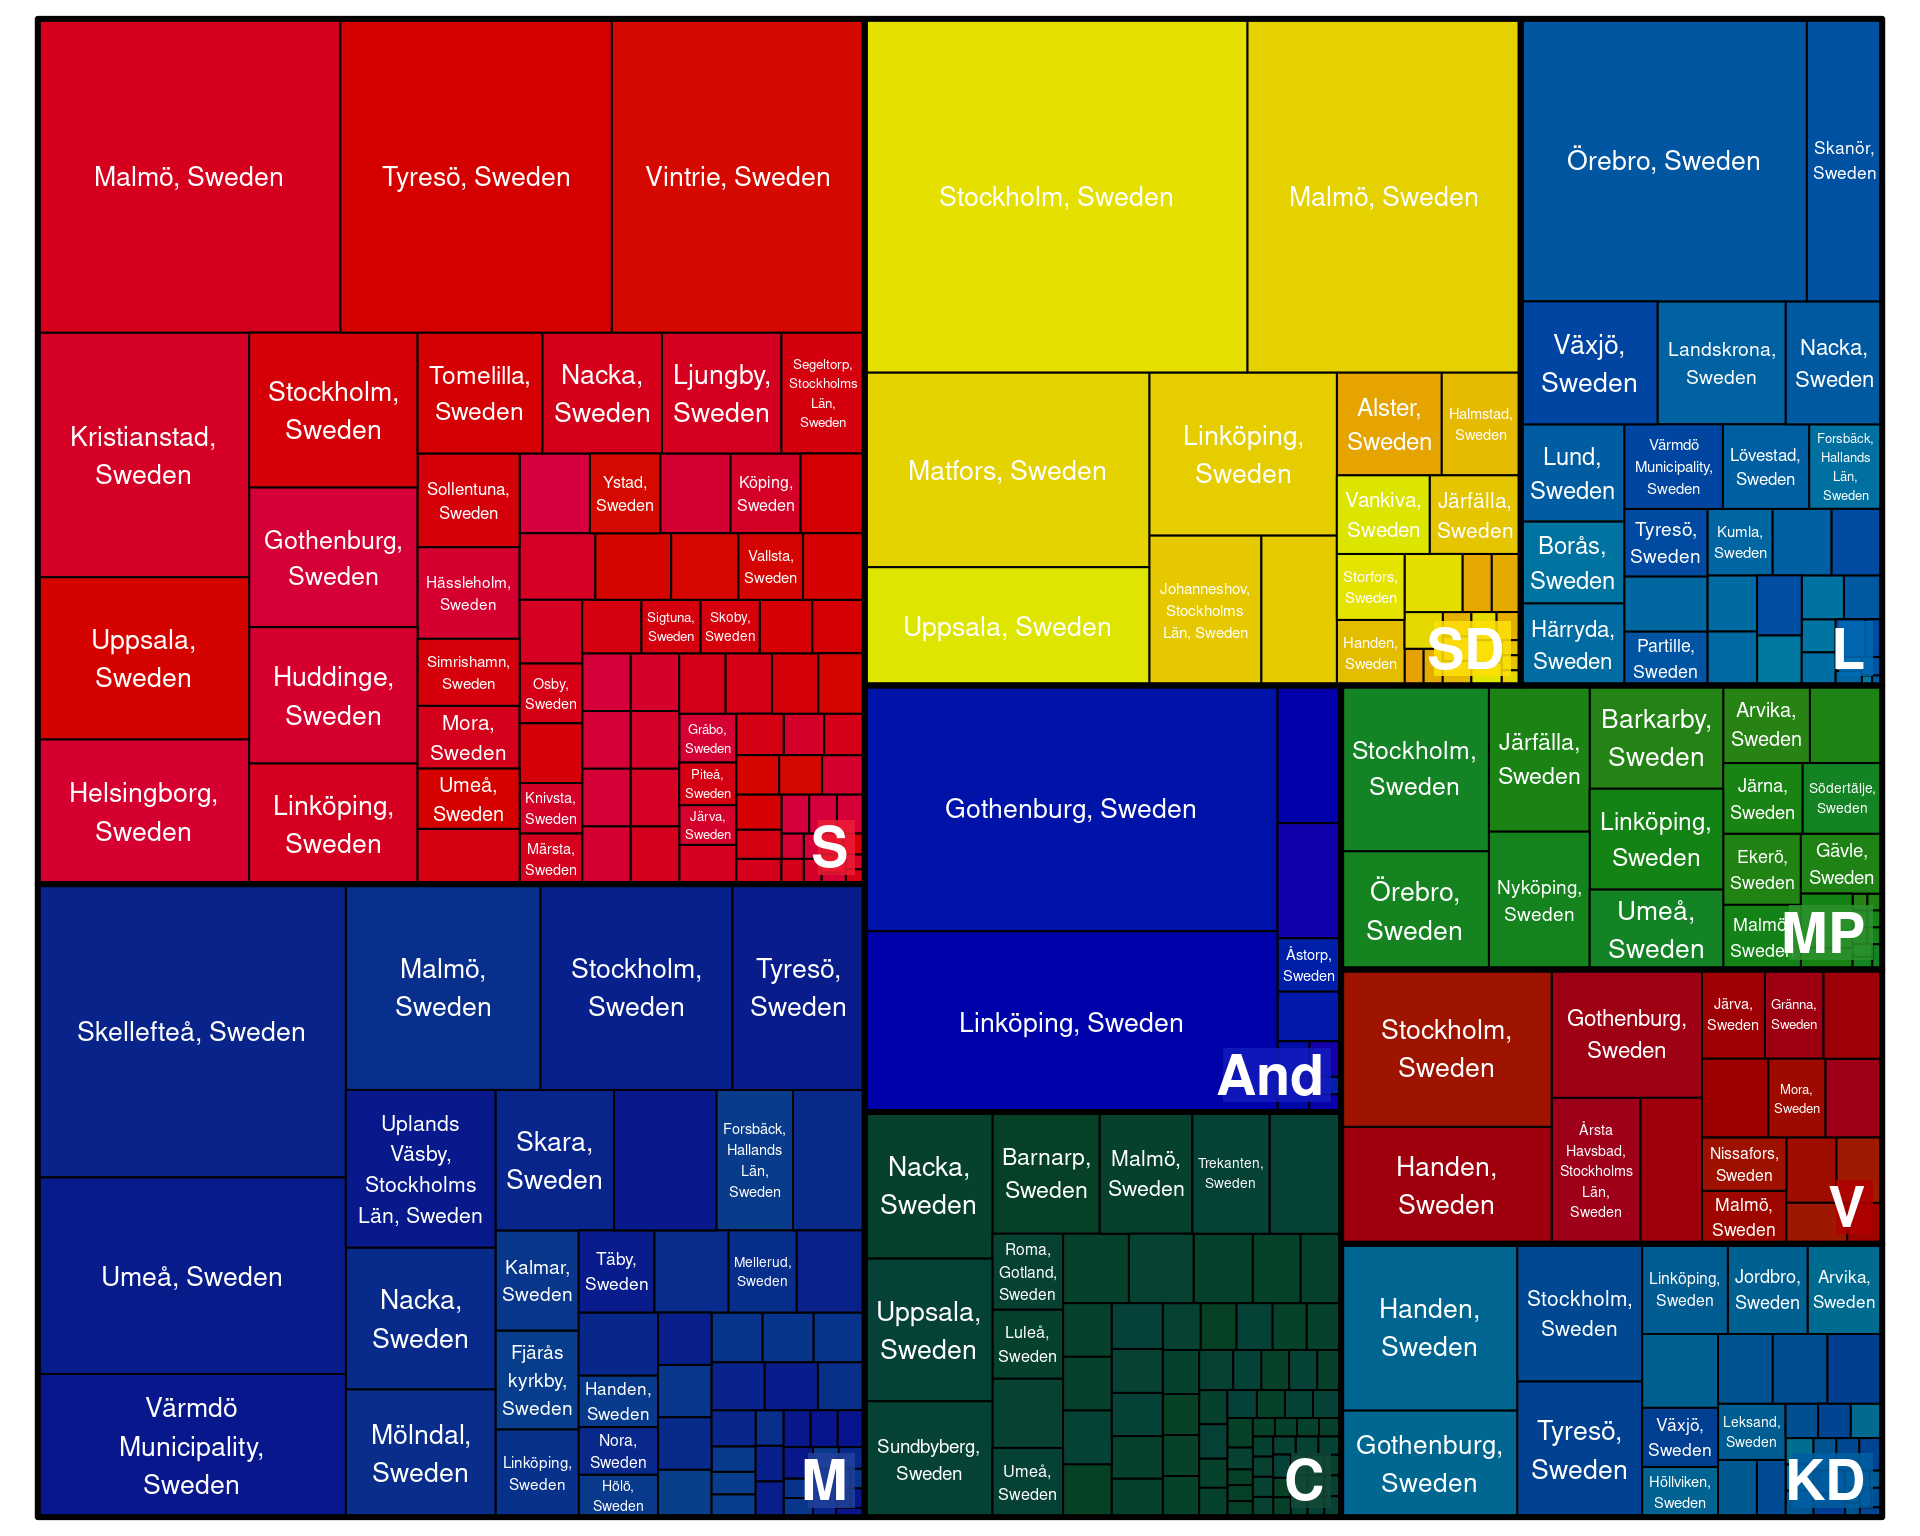 Malmö, Sweden
Tyresö, Sweden
Vintrie, Sweden
Kristianstad,
Sweden
Uppsala,
Sweden
Helsingborg,
Sweden
Stockholm,
Sweden
Gothenburg,
Sweden
Huddinge,
Sweden
Linköping,
Sweden
Tomelilla,
Sweden
Nacka,
Sweden
Ljungby,
Sweden
Segeltorp,
Stockholms
Län,
Sweden
Sollentuna,
Sweden
Ystad,
Sweden
Köping,
Sweden
Hässleholm,
Sweden
Vallsta,
Sweden
Sigtuna,
Sweden
Skoby,
Sweden
Simrishamn,
Sweden
Osby,
Sweden
Mora,
Sweden
Gråbo,
Sweden
Umeå,
Sweden
Piteå,
Sweden
Knivsta,
Sweden
Järva,
Sweden
Märsta,
Sweden
S
Stockholm, Sweden
Malmö, Sweden
Matfors, Sweden
Uppsala, Sweden
Linköping,
Sweden
Johanneshov,
Stockholms
Län, Sweden
Alster,
Sweden
Halmstad,
Sweden
Vankiva,
Sweden
Järfälla,
Sweden
Storfors,
Sweden
Handen,
Sweden
SD
Örebro, Sweden
Skanör,
Sweden
Växjö,
Sweden
Landskrona,
Sweden
Nacka,
Sweden
Lund,
Sweden
Värmdö
Municipality,
Sweden
Lövestad,
Sweden
Forsbäck,
Hallands
Län,
Sweden
Borås,
Sweden
Tyresö,
Sweden
Kumla,
Sweden
Härryda,
Sweden
Partille,
Sweden
L
Skellefteå, Sweden
Umeå, Sweden
Värmdö
Municipality,
Sweden
Malmö,
Sweden
Stockholm,
Sweden
Tyresö,
Sweden
Uplands
Väsby,
Stockholms
Län, Sweden
Skara,
Sweden
Forsbäck,
Hallands
Län,
Sweden
Nacka,
Sweden
Kalmar,
Sweden
Täby,
Sweden
Mellerud,
Sweden
Fjärås
kyrkby,
Sweden
Mölndal,
Sweden
Handen,
Sweden
Linköping,
Sweden
Nora,
Sweden
Hölö,
Sweden
M
Gothenburg, Sweden
Linköping, Sweden
Åstorp,
Sweden
And
Nacka,
Sweden
Barnarp,
Sweden
Malmö,
Sweden
Trekanten,
Sweden
Uppsala,
Sweden
Roma,
Gotland,
Sweden
Luleå,
Sweden
Sundbyberg,
Sweden
Umeå,
Sweden
C
Stockholm,
Sweden
Järfälla,
Sweden
Barkarby,
Sweden
Arvika,
Sweden
Järna,
Sweden
Södertälje,
Sweden
Örebro,
Sweden
Nyköping,
Sweden
Linköping,
Sweden
Ekerö,
Sweden
Gävle,
Sweden
Umeå,
Sweden
Malmö
Sweden
MP
Stockholm,
Sweden
Gothenburg,
Sweden
Järva,
Sweden
Gränna,
Sweden
Mora,
Sweden
Handen,
Sweden
Årsta
Havsbad,
Stockholms
Län,
Sweden
Nissafors,
Sweden
Malmö,
Sweden
V
Handen,
Sweden
Gothenburg,
Sweden
Stockholm,
Sweden
Tyresö,
Sweden
Linköping,
Sweden
Jordbro,
Sweden
Arvika,
Sweden
Växjö,
Sweden
Leksand,
Sweden
Höllviken,
Sweden
KD